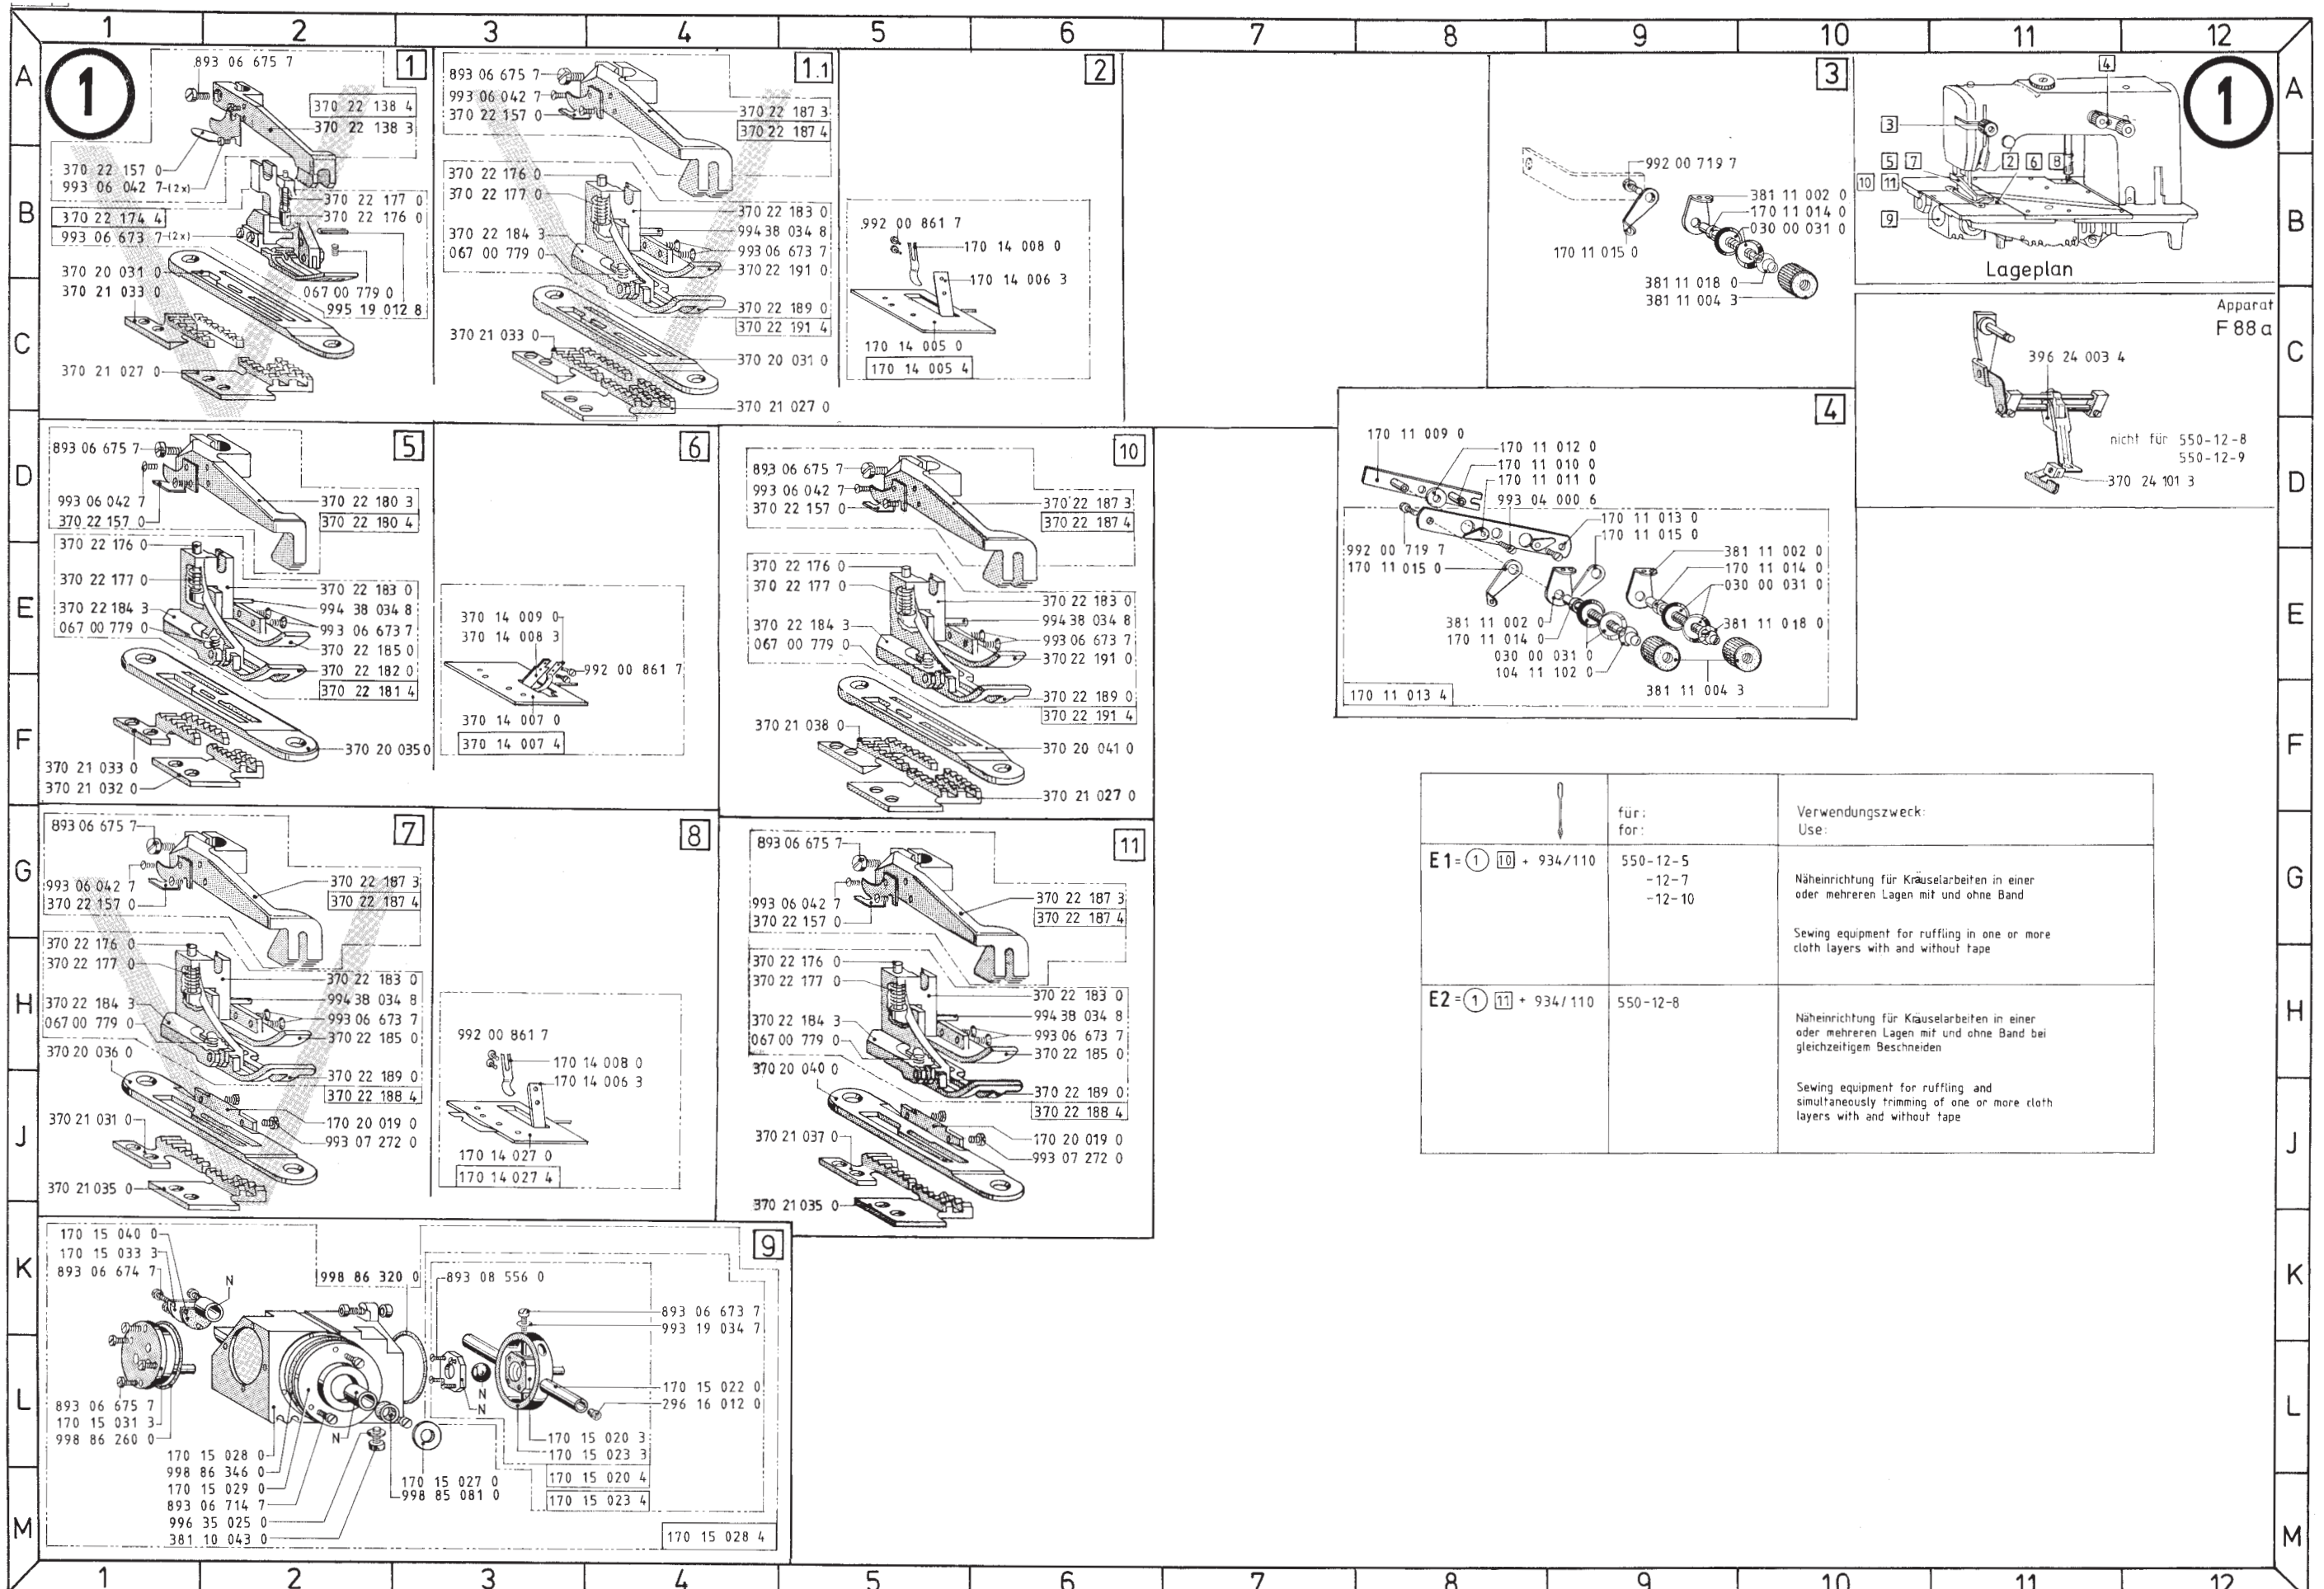 1 2 3 4 5 6 7 8 9 10 11 12
A
B
C
D
E
F
G
H
J
K
L
M
1
1
893 06 675 7
370 22 138 4
370 22 138 3
370 22 157 0
993 06 042 7-(2x)
370 22 177 0
370 22 176 0
370 22 174 4
993 06 673 7-(2x)
370 20 031 0
370 21 033 0
067 00 779 0
995 19 012 8
370 21 027 0
1.1
893 06 675 7
993 06 042 7
370 22 157 0
370 22 187 3
370 22 187 4
370 22 176 0
370 22 177 0
370 22 183 0
994 38 034 8
370 22 184 3
993 06 673 7
067 00 779 0
370 22 191 0
370 22 189 0
370 22 191 4
370 21 033 0
370 20 031 0
370 21 027 0
2
992 00 861 7
170 14 008 0
170 14 006 3
170 14 005 0
170 14 005 4
3
992 00 719 7
381 11 002 0
170 11 014 0
030 00 031 0
170 11 015 0
381 11 018 0
381 11 004 3
1
4
3
5 7
2 6 8
10 11
9
Lageplan
Apparat
F 88 a
396 24 003 4
nicht für 550-12-8
550-12-9
370 24 101 3
4
170 11 009 0
170 11 012 0
170 11 010 0
170 11 011 0
993 04 000 6
170 11 013 0
170 11 015 0
992 00 719 7
170 11 015 0
381 11 002 0
170 11 014 0
030 00 031 0
381 11 002 0
170 11 014 0
381 11 018 0
030 00 031 0
104 11 102 0
381 11 004 3
170 11 013 4
5
893 06 675 7
993 06 042 7
370 22 157 0
370 22 180 3
370 22 180 4
370 22 176 0
370 22 177 0
370 22 183 0
370 22 184 3
994 38 034 8
067 00 779 0
993 06 673 7
370 22 185 0
370 22 182 0
370 22 181 4
370 20 035 0
370 21 033 0
370 21 032 0
6
370 14 009 0
370 14 008 3
992 00 861 7
370 14 007 0
370 14 007 4
10
893 06 675 7
993 06 042 7
370 22 157 0
370 22 187 3
370 22 187 4
370 22 176 0
370 22 177 0
370 22 183 0
994 38 034 8
370 22 184 3
993 06 673 7
067 00 779 0
370 22 191 0
370 22 189 0
370 22 191 4
370 21 038 0
370 20 041 0
370 21 027 0
7
893 06 675 7
993 06 042 7
370 22 157 0
370 22 187 3
370 22 187 4
370 22 176 0
370 22 177 0
370 22 183 0
370 22 184 3
994 38 034 8
067 00 779 0
993 06 673 7
370 22 185 0
370 20 036 0
370 22 189 0
370 22 188 4
370 21 031 0
170 20 019 0
993 07 272 0
370 21 035 0
8
992 00 861 7
170 14 008 0
170 14 006 3
170 14 027 0
170 14 027 4
11
893 06 675 7
993 06 042 7
370 22 157 0
370 22 187 3
370 22 187 4
370 22 176 0
370 22 177 0
370 22 183 0
994 38 034 8
370 22 184 3
993 06 673 7
067 00 779 0
370 22 185 0
370 20 040 0
370 22 189 0
370 22 188 4
370 21 037 0
170 20 019 0
993 07 272 0
370 21 035 0
9
170 15 040 0
170 15 033 3
893 06 674 7
N
998 86 320 0
893 08 556 0
893 06 673 7
993 19 034 7
N
N
170 15 022 0
296 16 012 0
893 06 675 7
170 15 031 3
998 86 260 0
N
170 15 020 3
170 15 023 3
170 15 028 0
998 86 346 0
170 15 029 0
893 06 714 7
996 35 025 0
381 10 043 0
170 15 027 0
998 85 081 0
170 15 020 4
170 15 023 4
170 15 028 4
für:
for:
Verwendungszweck:
Use:
E1 = 1 10 + 934/110
550-12-5
-12-7
-12-10
Näheinrichtung für Kräuselarbeiten in einer
oder mehreren Lagen mit und ohne Band
Sewing equipment for ruffling in one or more
cloth layers with and without tape
E2 = 1 11 + 934/110
550-12-8
Näheinrichtung für Kräuselarbeiten in einer
oder mehreren Lagen mit und ohne Band bei
gleichzeitigem Beschneiden
Sewing equipment for ruffling and
simultaneously trimming of one or more cloth
layers with and without tape
A
B
C
D
E
F
G
H
J
K
L
M
1 2 3 4 5 6 7 8 9 10 11 12